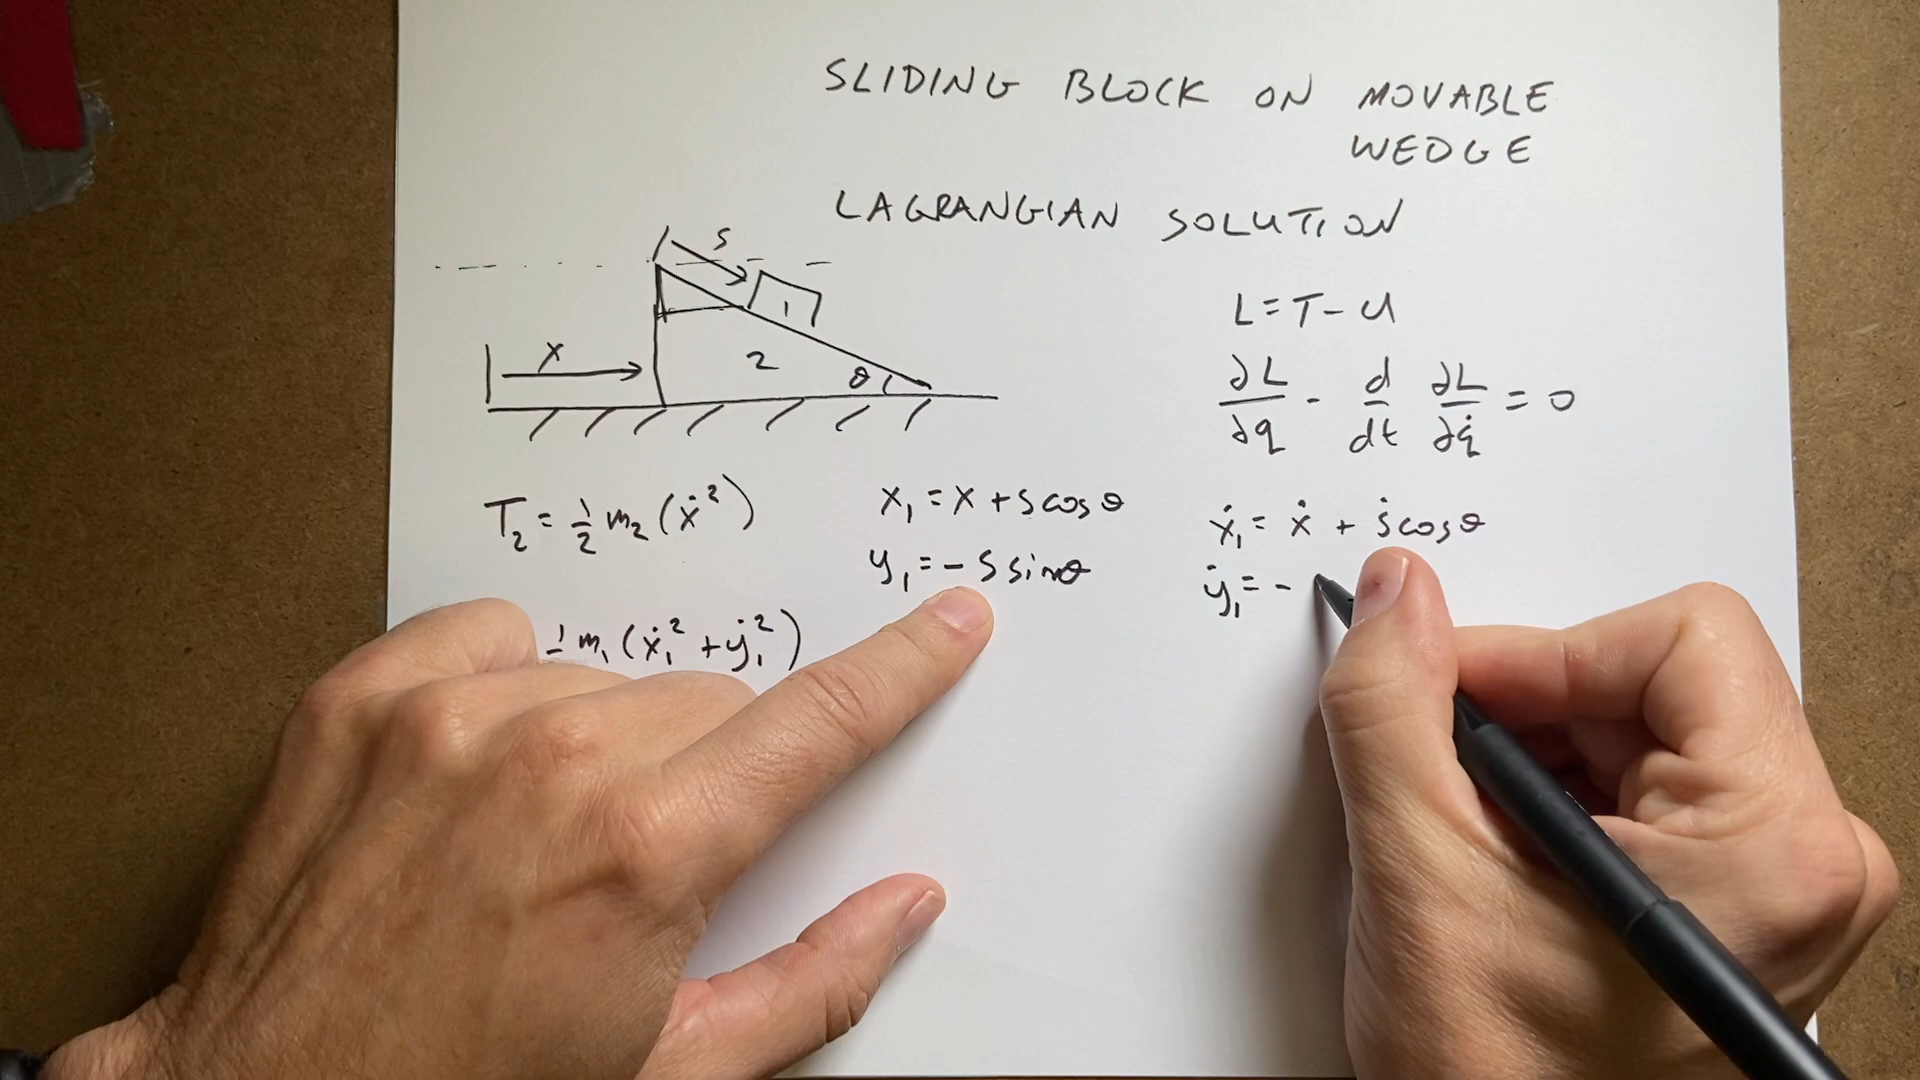 SLIDING BLOCK ON MOVABLE
WEDGE
LAGRANGIAN SOLUTION
S
1
X
2
θ
L = T - U
∂L/∂q - d/dt ∂L/∂q̇ = 0
T₂ = ½ m₂ (ẋ²)
x₁ = x + s cos θ
y₁ = - s sin θ
ẋ₁ = ẋ + ṡ cos θ
ẏ₁ = -
½ m₁ (ẋ₁² + ẏ₁²)